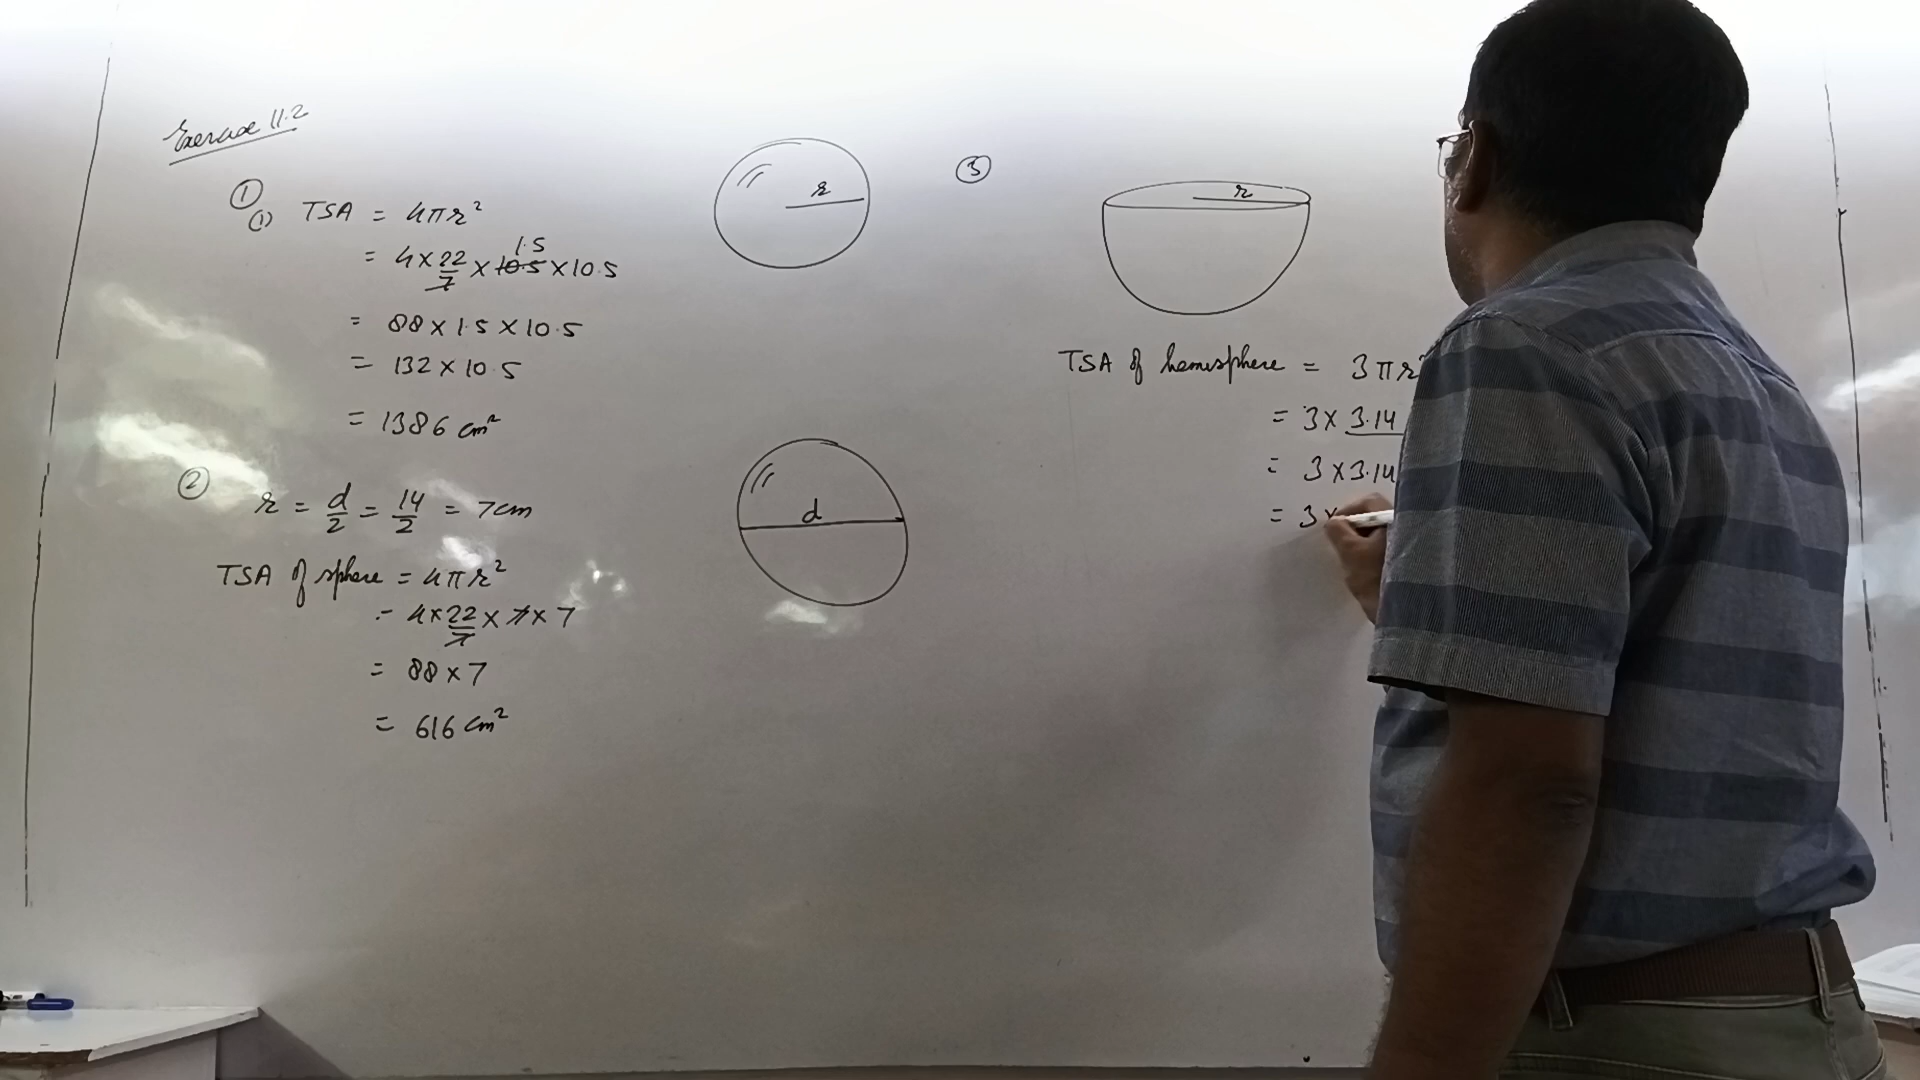 Exercise 11.2
①
(i) TSA = 4πr²
= 4 × 22/7 × 10.5 × 10.5
1.5
= 88 × 1.5 × 10.5
= 132 × 10.5
= 1386 cm²
②
r = d/2 = 14/2 = 7cm
TSA of sphere = 4πr²
= 4 × 22/7 × 7 × 7
= 88 × 7
= 616 cm²
r
d
③
r
TSA of hemisphere = 3πr²
= 3 × 3.14
= 3 × 3.14
= 3 ×